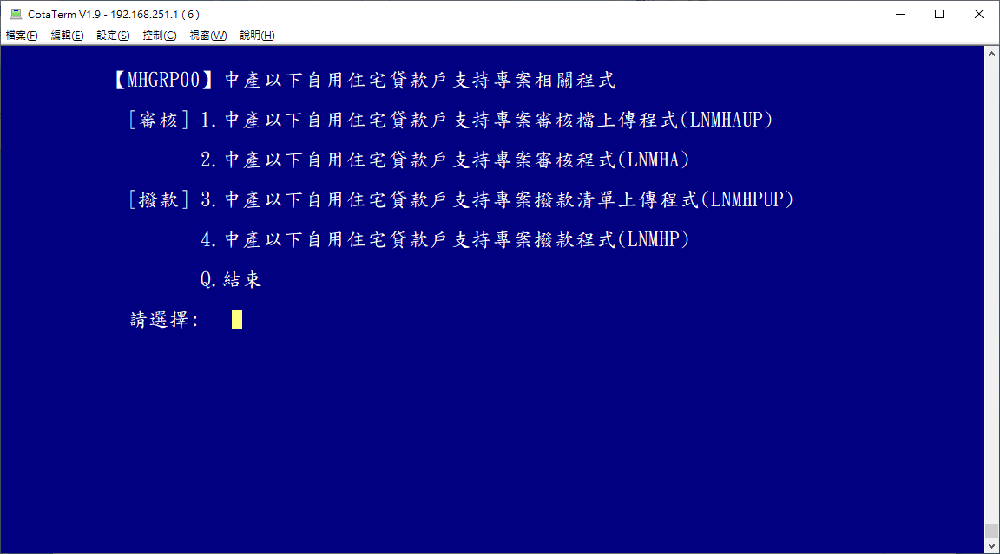 CotaTerm V1.9 - 192.168.251.1 ( 6 )
檔案(F) 編輯(E) 設定(S) 控制(C) 視窗(W) 說明(H)
【MHGRP00】中產以下自用住宅貸款戶支持專案相關程式
[審核] 1.中產以下自用住宅貸款戶支持專案審核檔上傳程式(LNMHAUP)
2.中產以下自用住宅貸款戶支持專案審核程式(LNMHA)
[撥款] 3.中產以下自用住宅貸款戶支持專案撥款清單上傳程式(LNMHPUP)
4.中產以下自用住宅貸款戶支持專案撥款程式(LNMHP)
Q.結束
請選擇: